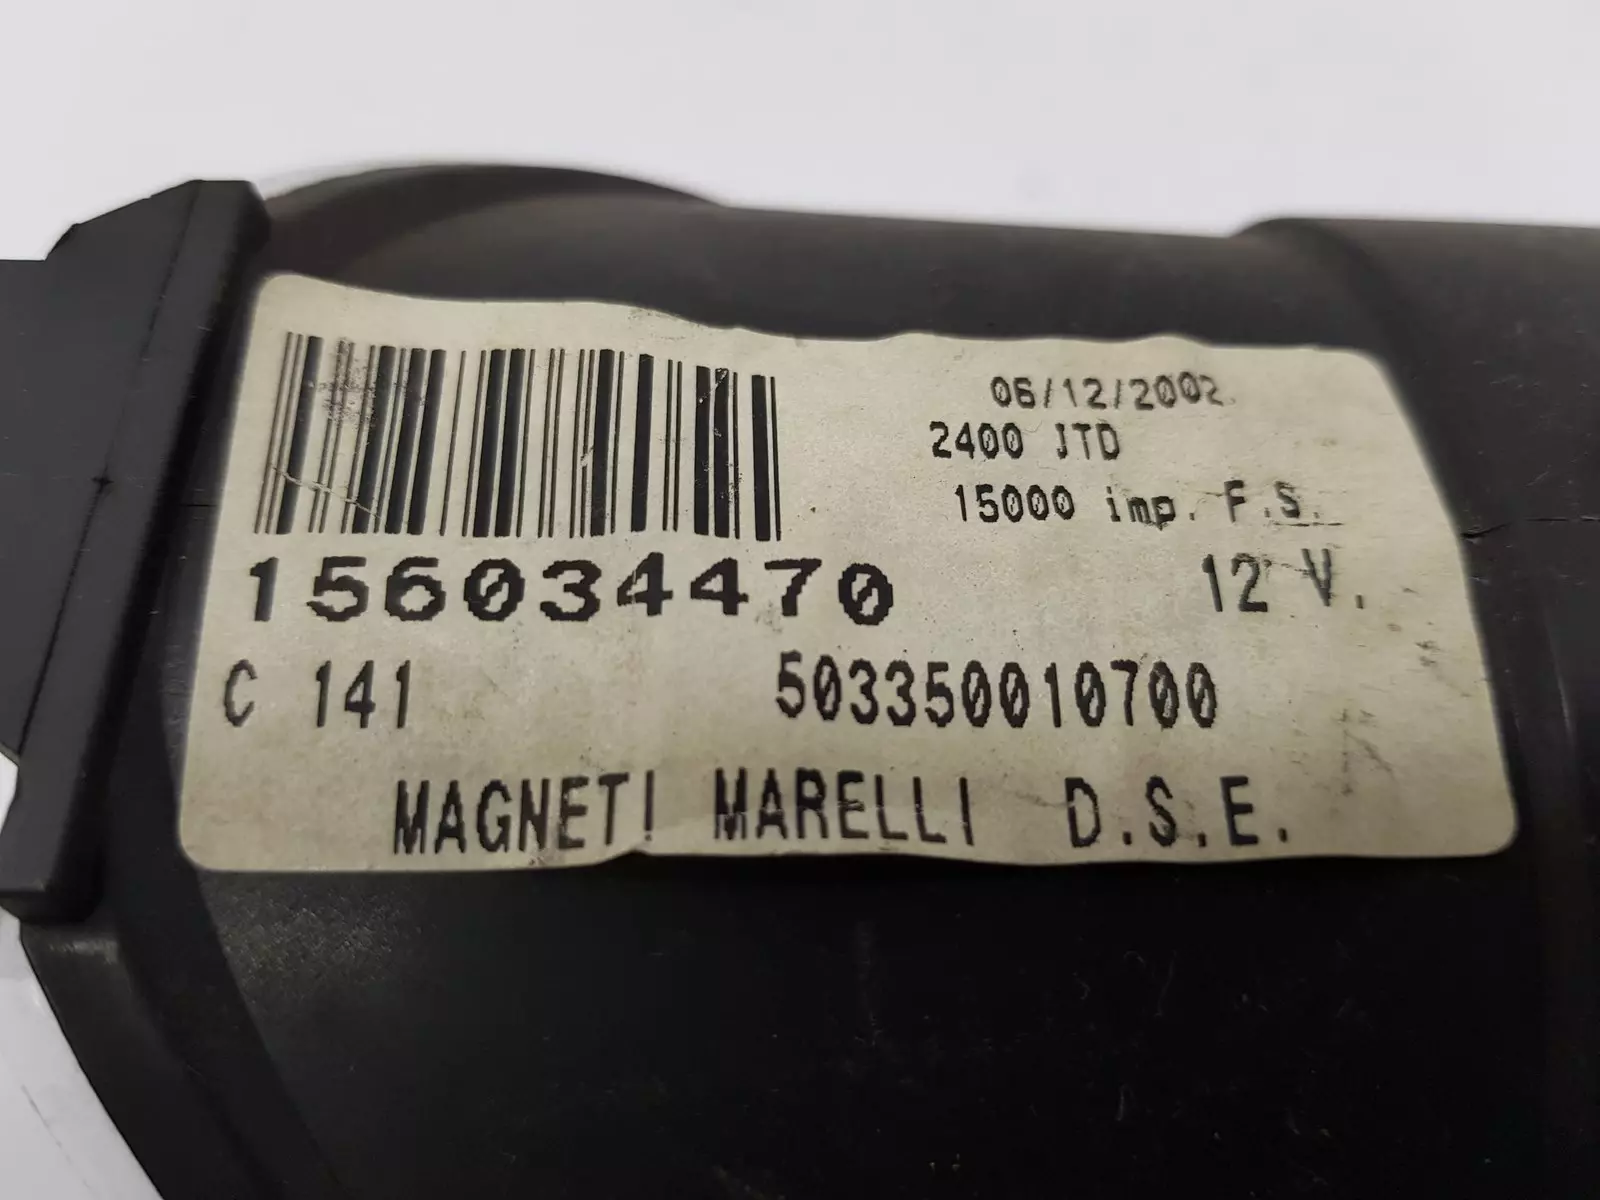 06/12/2002
2400 JTD
15000 imp. F.S.
156034470
12 V.
C 141 503350010700
MAGNETI MARELLI D.S.E.